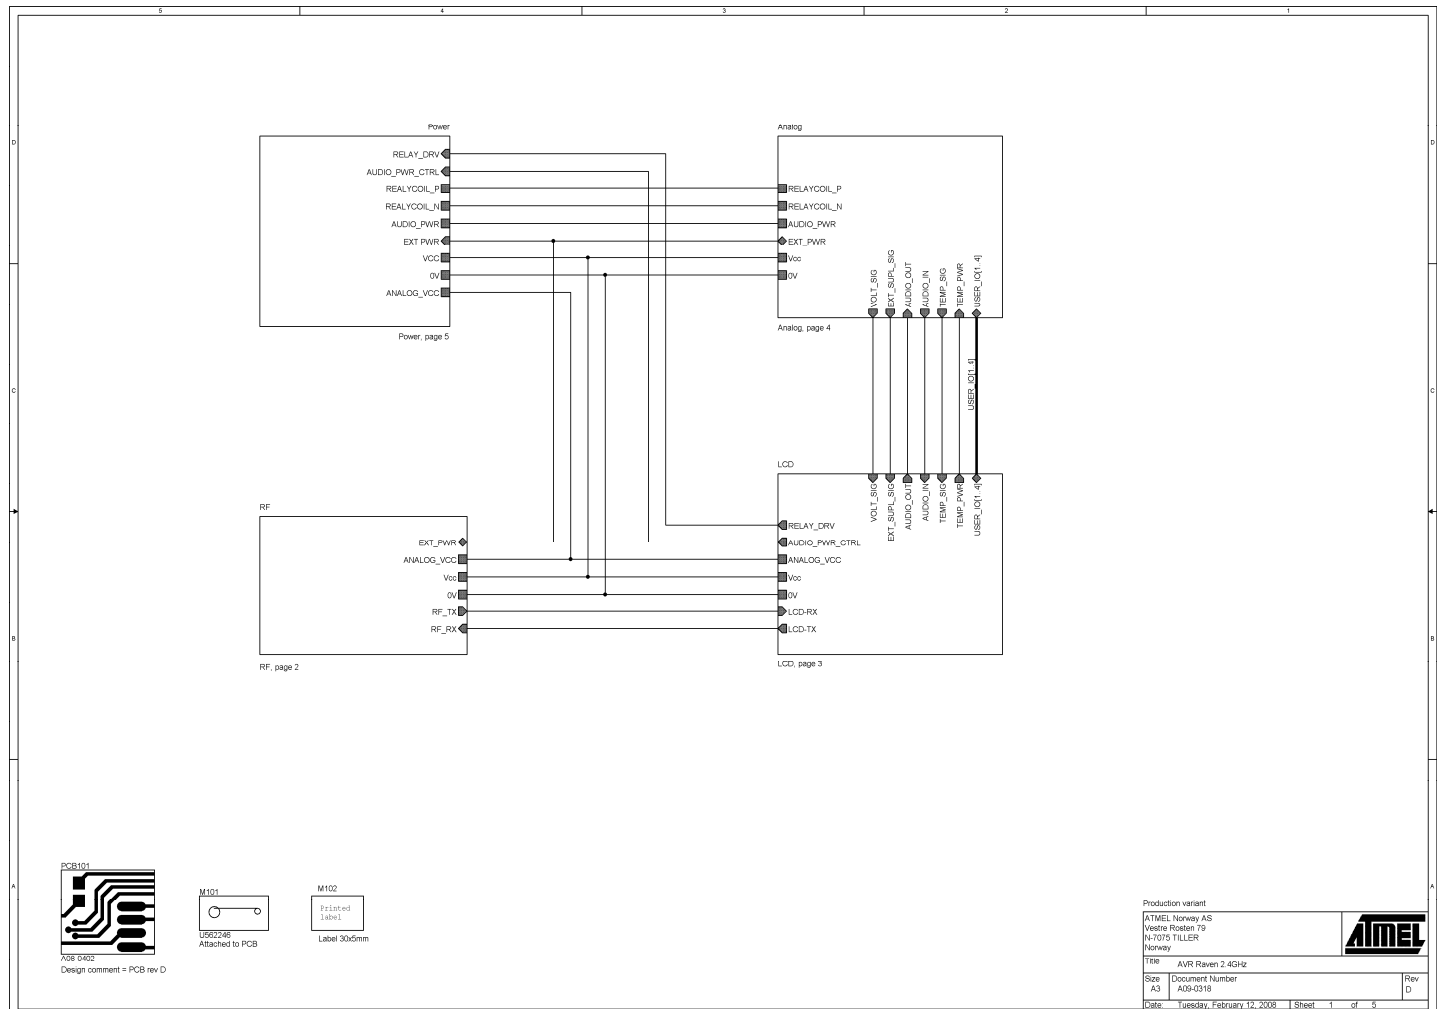 5 4 3 2 1
D D
C C
B B
A A
Power
RELAY_DRV
AUDIO_PWR_CTRL
REALYCOIL_P
REALYCOIL_N
AUDIO_PWR
EXT PWR
VCC
0V
ANALOG_VCC
Power, page 5
Analog
RELAYCOIL_P
RELAYCOIL_N
AUDIO_PWR
EXT_PWR
Vcc
0V
VOLT_SIG
EXT_SUPL_SIG
AUDIO_OUT
AUDIO_IN
TEMP_SIG
TEMP_PWR
USER_IO[1..4]
Analog, page 4
USER_IO[1..4]
LCD
VOLT_SIG
EXT_SUPL_SIG
AUDIO_OUT
AUDIO_IN
TEMP_SIG
TEMP_PWR
USER_IO[1..4]
RELAY_DRV
AUDIO_PWR_CTRL
ANALOG_VCC
Vcc
0V
LCD-RX
LCD-TX
LCD, page 3
RF
EXT_PWR
ANALOG_VCC
Vcc
0V
RF_TX
RF_RX
RF, page 2
PCB101
A08-0402
Design comment = PCB rev D
M101
U562246
Attached to PCB
M102
Printed
label
Label 30x5mm
Production variant
ATMEL Norway AS
Vestre Rosten 79
N-7075 TILLER
Norway
ATMEL
Title
AVR Raven 2.4GHz
Size Document Number Rev
A3 A09-0318 D
Date: Tuesday, February 12, 2008 Sheet 1 of 5